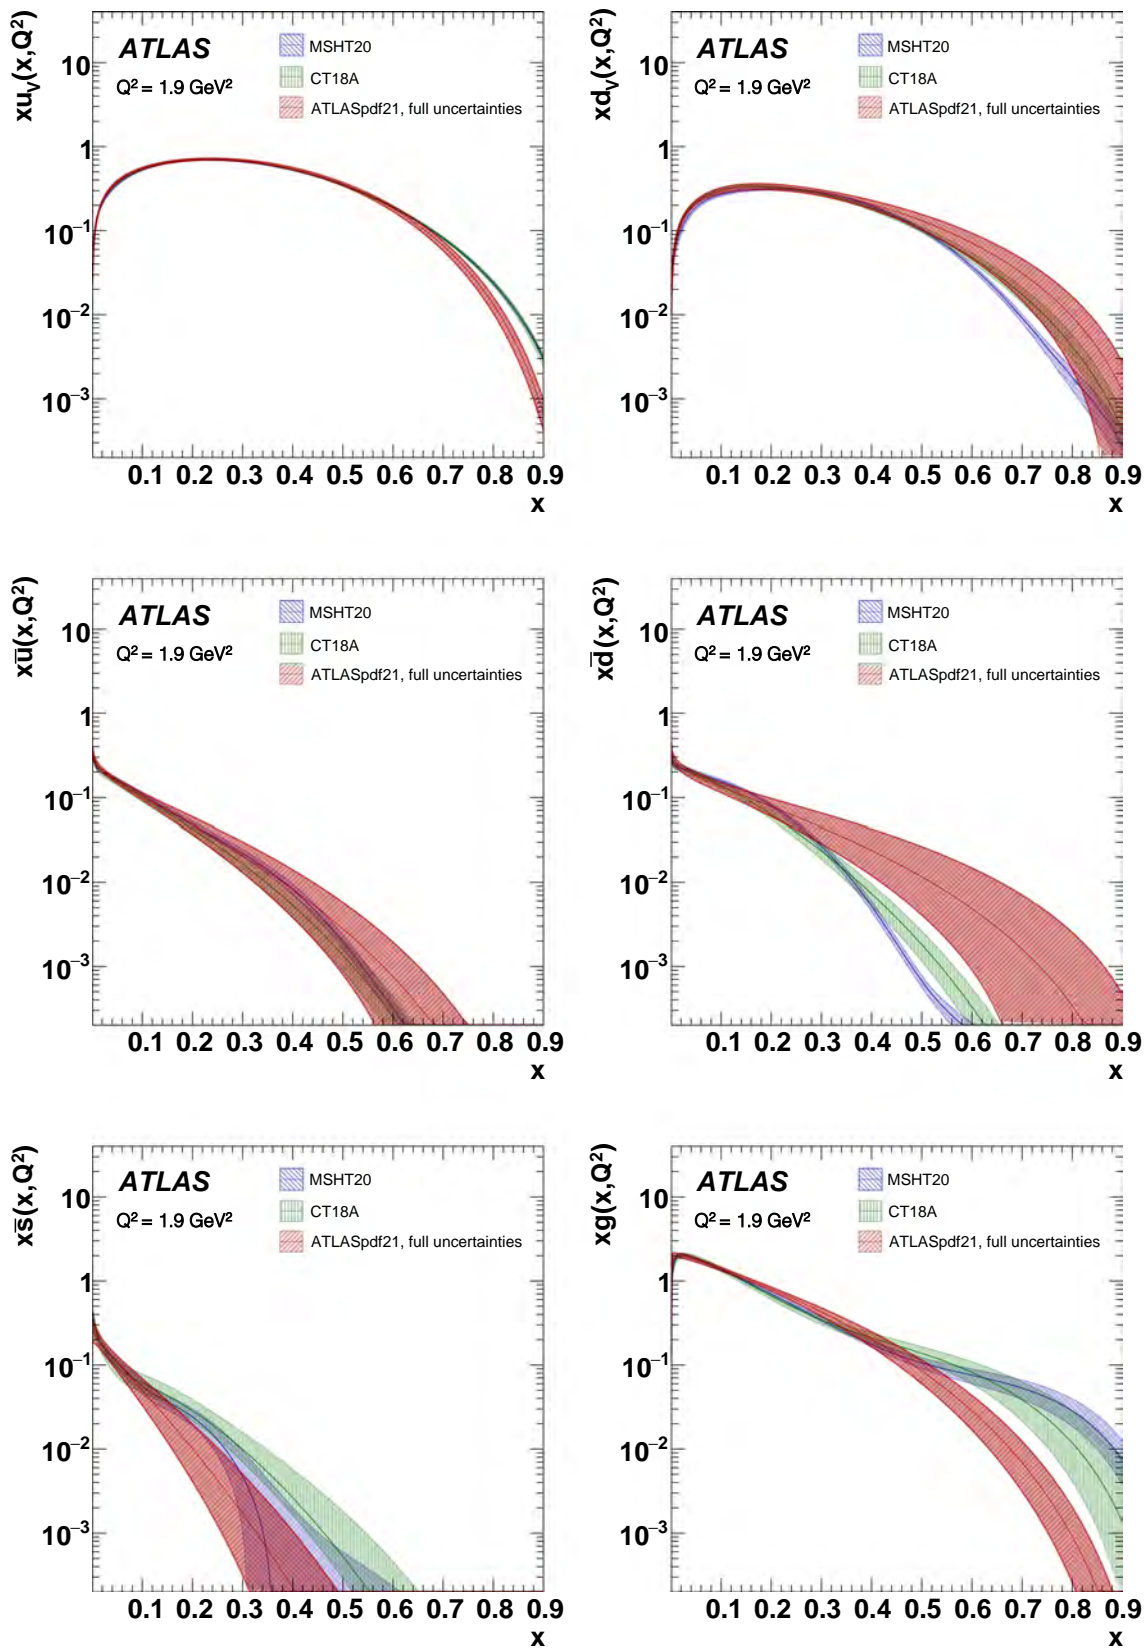 xu_V(x,Q²)
ATLAS
Q² = 1.9 GeV²
MSHT20
CT18A
ATLASpdf21, full uncertainties
10
1
10⁻¹
10⁻²
10⁻³
0.1 0.2 0.3 0.4 0.5 0.6 0.7 0.8 0.9
x
xd_V(x,Q²)
ATLAS
Q² = 1.9 GeV²
MSHT20
CT18A
ATLASpdf21, full uncertainties
10
1
10⁻¹
10⁻²
10⁻³
0.1 0.2 0.3 0.4 0.5 0.6 0.7 0.8 0.9
x
xu̅(x,Q²)
ATLAS
Q² = 1.9 GeV²
MSHT20
CT18A
ATLASpdf21, full uncertainties
10
1
10⁻¹
10⁻²
10⁻³
0.1 0.2 0.3 0.4 0.5 0.6 0.7 0.8 0.9
x
xd̅(x,Q²)
ATLAS
Q² = 1.9 GeV²
MSHT20
CT18A
ATLASpdf21, full uncertainties
10
1
10⁻¹
10⁻²
10⁻³
0.1 0.2 0.3 0.4 0.5 0.6 0.7 0.8 0.9
x
xs̅(x,Q²)
ATLAS
Q² = 1.9 GeV²
MSHT20
CT18A
ATLASpdf21, full uncertainties
10
1
10⁻¹
10⁻²
10⁻³
0.1 0.2 0.3 0.4 0.5 0.6 0.7 0.8 0.9
x
xg(x,Q²)
ATLAS
Q² = 1.9 GeV²
MSHT20
CT18A
ATLASpdf21, full uncertainties
10
1
10⁻¹
10⁻²
10⁻³
0.1 0.2 0.3 0.4 0.5 0.6 0.7 0.8 0.9
x